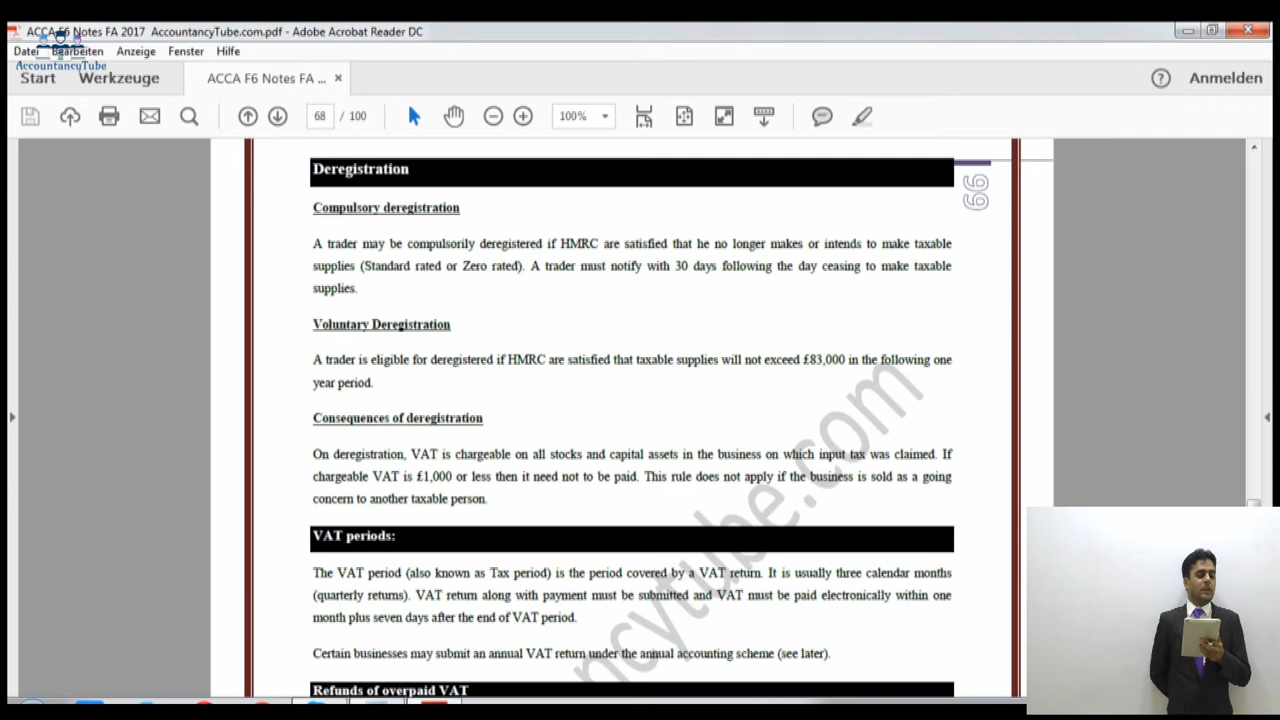 ACCA F6 Notes FA 2017 AccountancyTube.com.pdf - Adobe Acrobat Reader DC
Datei Bearbeiten Anzeige Fenster Hilfe
AccountancyTube
Start Werkzeuge ACCA F6 Notes FA ... × Anmelden
68 / 100 100%
Deregistration
66
Compulsory deregistration
A trader may be compulsorily deregistered if HMRC are satisfied that he no longer makes or intends to make taxable
supplies (Standard rated or Zero rated). A trader must notify with 30 days following the day ceasing to make taxable
supplies.
Voluntary Deregistration
A trader is eligible for deregistered if HMRC are satisfied that taxable supplies will not exceed £83,000 in the following one
year period.
Consequences of deregistration
On deregistration, VAT is chargeable on all stocks and capital assets in the business on which input tax was claimed. If
chargeable VAT is £1,000 or less then it need not to be paid. This rule does not apply if the business is sold as a going
concern to another taxable person.
VAT periods:
The VAT period (also known as Tax period) is the period covered by a VAT return. It is usually three calendar months
(quarterly returns). VAT return along with payment must be submitted and VAT must be paid electronically within one
month plus seven days after the end of VAT period.
Certain businesses may submit an annual VAT return under the annual accounting scheme (see later).
Refunds of overpaid VAT
ncytube.com